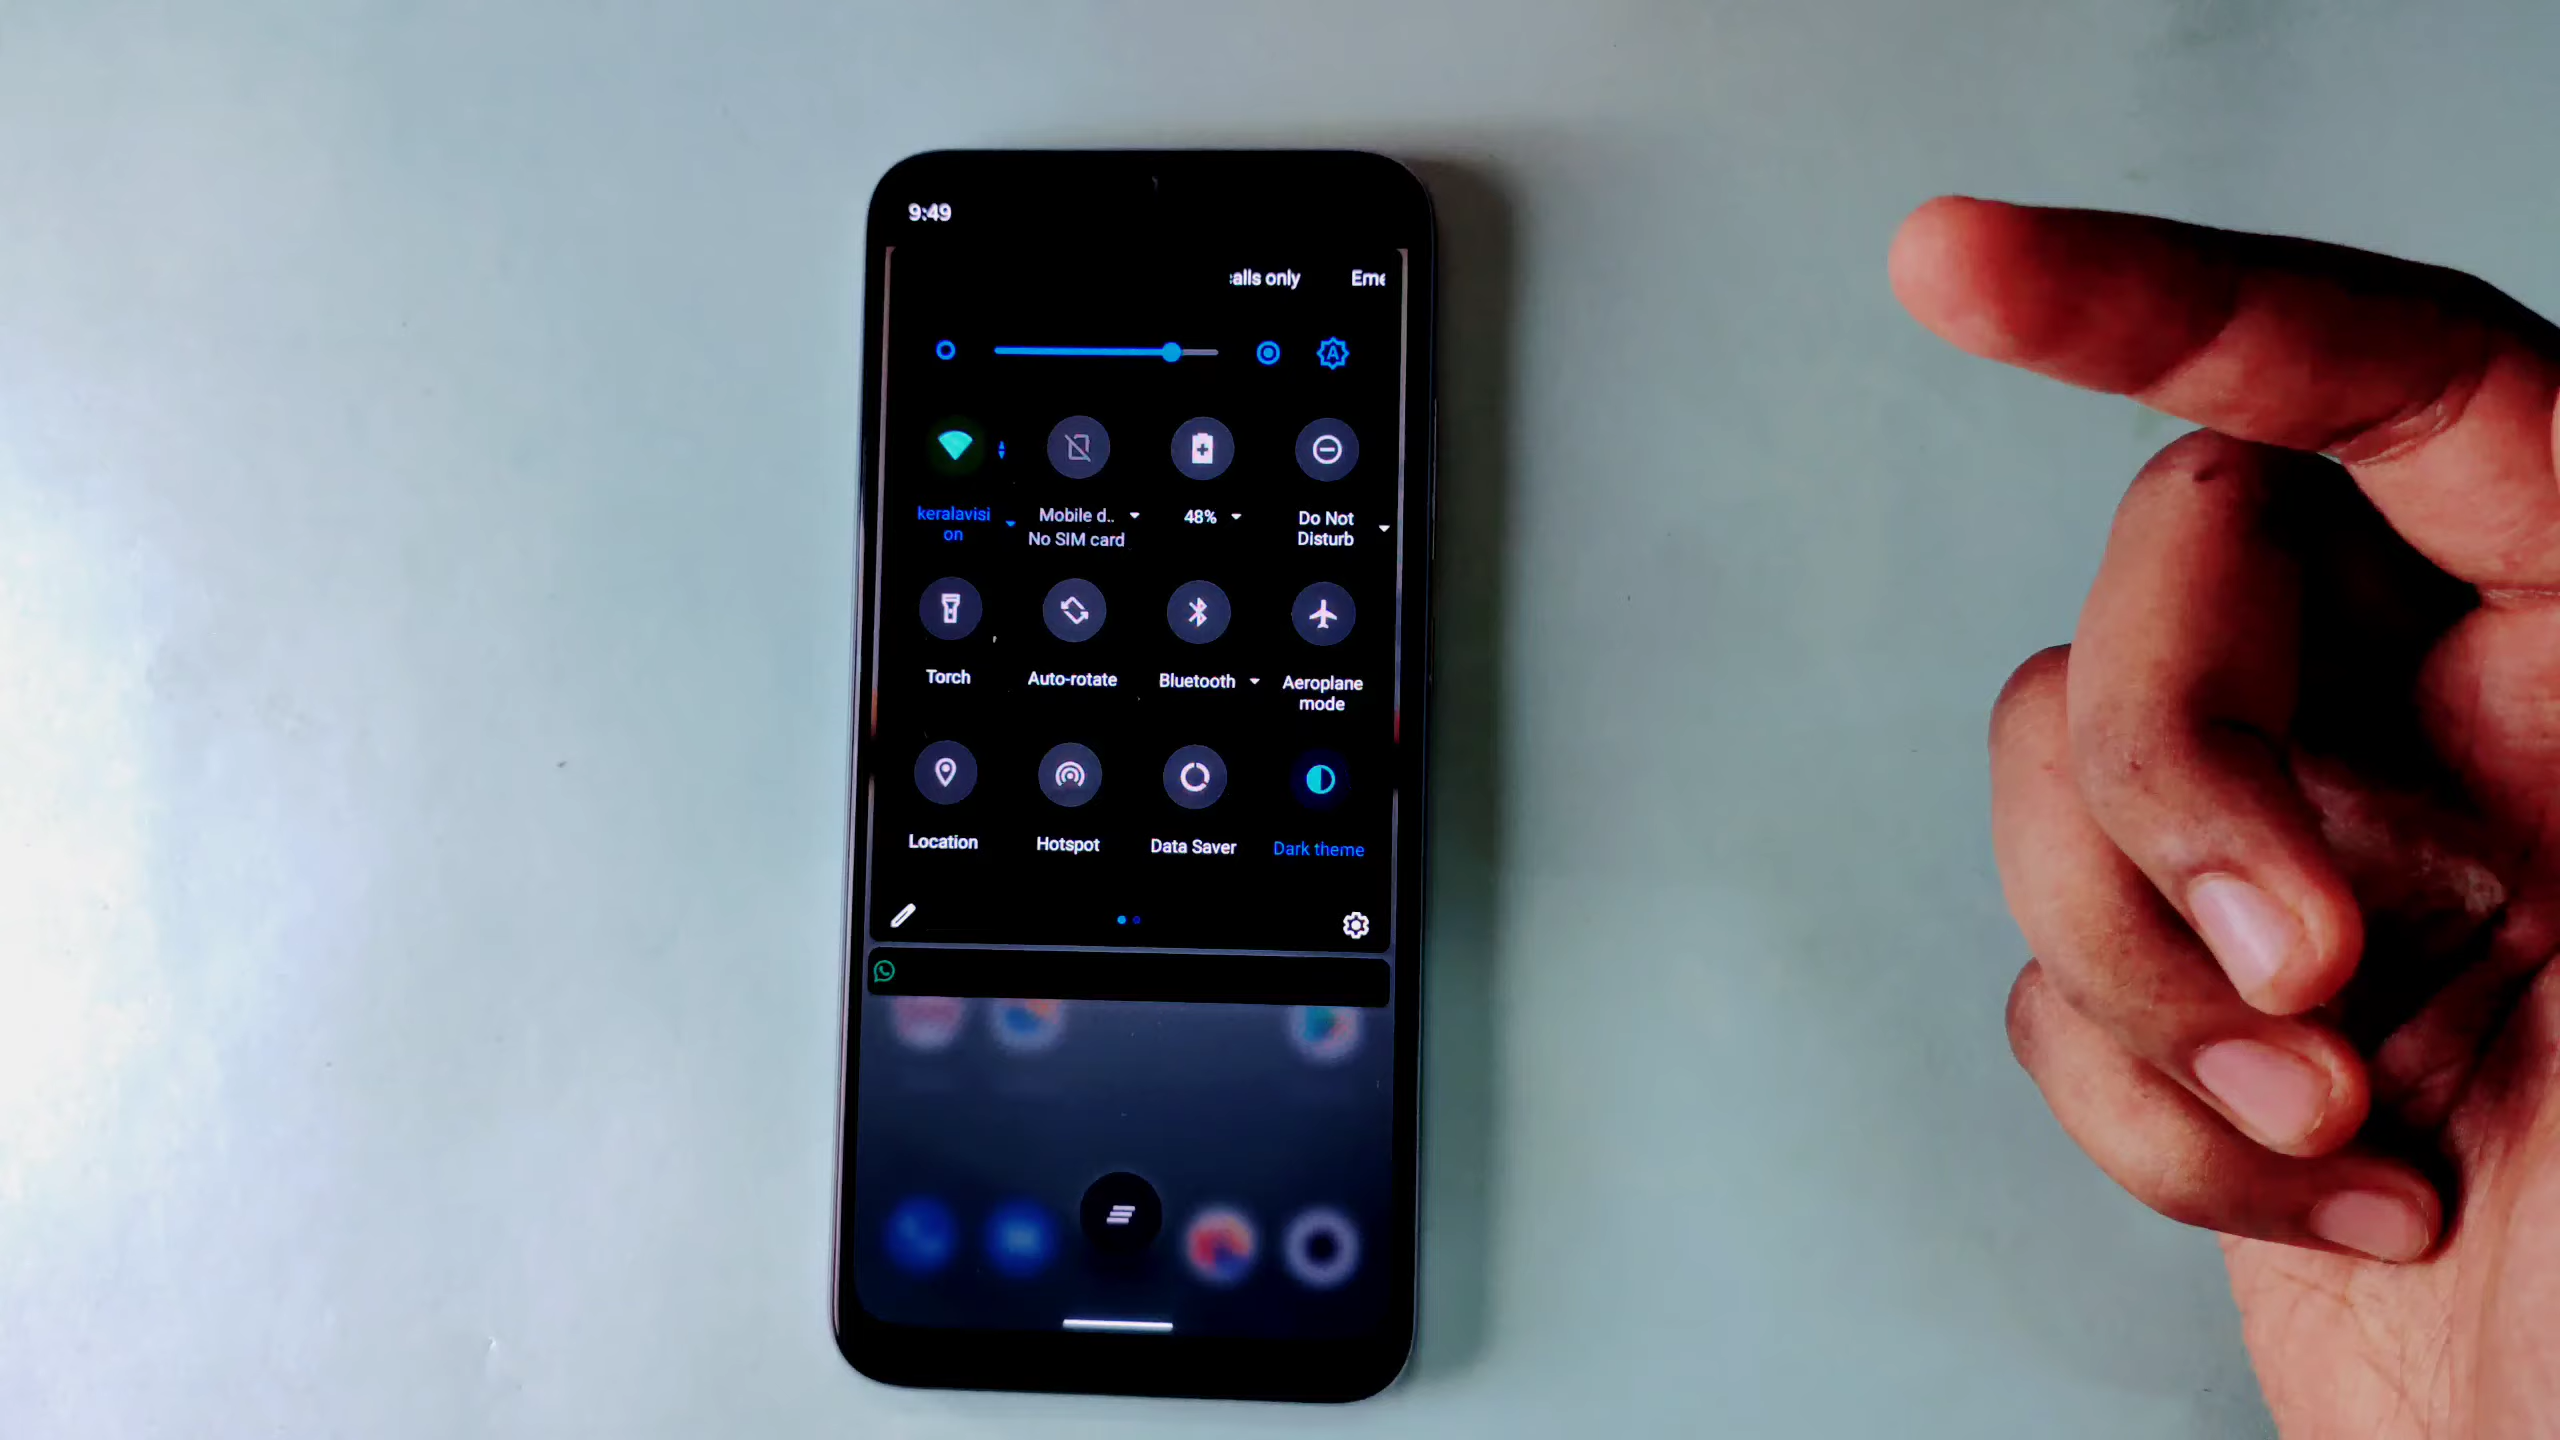 9:49
alls only Eme
keralavisi
on
Mobile d..
No SIM card
48%
Do Not
Disturb
Torch
Auto-rotate
Bluetooth
Aeroplane
mode
Location
Hotspot
Data Saver
Dark theme